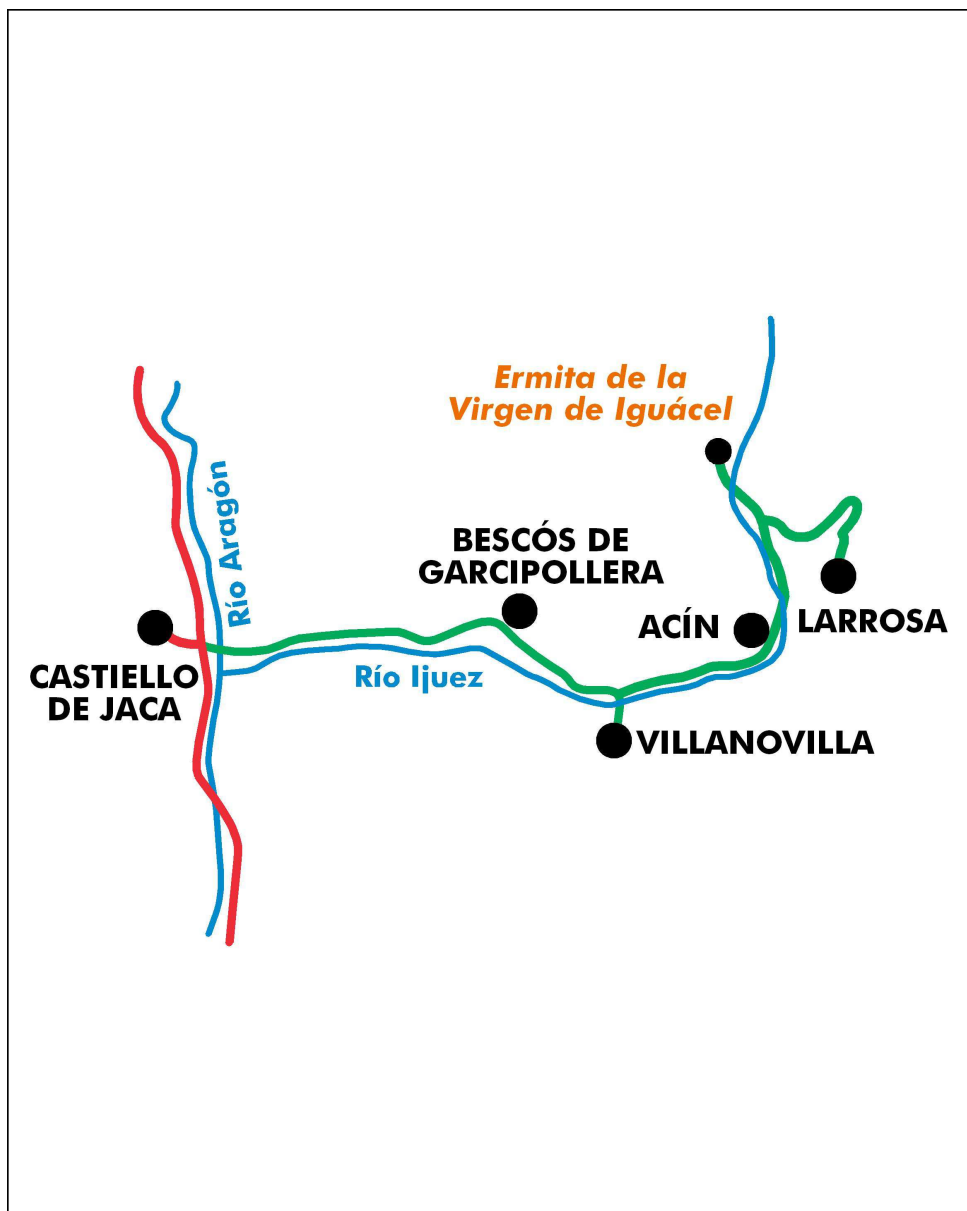 Ermita de la
Virgen de Iguácel
Río Aragón
BESCÓS DE
GARCIPOLLERA
ACÍN
LARROSA
CASTIELLO
DE JACA
Río Ijuez
VILLANOVILLA